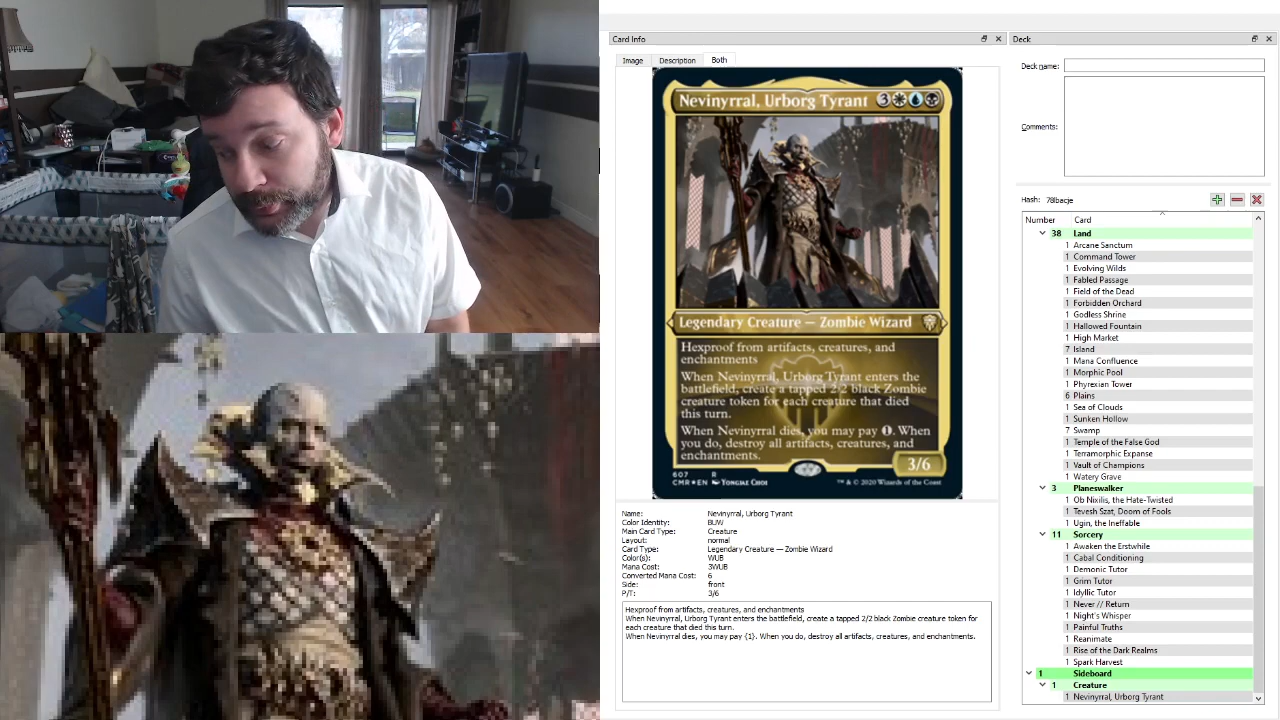 Card Info
Image
Description
Both
Nevinyrral, Urborg Tyrant 3
Legendary Creature — Zombie Wizard
Hexproof from artifacts, creatures, and
enchantments
When Nevinyrral, Urborg Tyrant enters the
battlefield, create a tapped 2/2 black Zombie
creature token for each creature that died
this turn.
When Nevinyrral dies, you may pay 1. When
you do, destroy all artifacts, creatures, and
enchantments.
3/6
607 R
CMR★EN YONGJAE CHOI
™ & © 2020 Wizards of the Coast
Name: Nevinyrral, Urborg Tyrant
Color Identity: BUW
Main Card Type: Creature
Layout: normal
Card Type: Legendary Creature — Zombie Wizard
Color(s): WUB
Mana Cost: 3WUB
Converted Mana Cost: 6
Side: front
P/T: 3/6
Hexproof from artifacts, creatures, and enchantments
When Nevinyrral, Urborg Tyrant enters the battlefield, create a tapped 2/2 black Zombie creature token for
each creature that died this turn.
When Nevinyrral dies, you may pay {1}. When you do, destroy all artifacts, creatures, and enchantments.
Deck
Deck name:
Comments:
Hash: 78lbacje
Number Card
38 Land
1 Arcane Sanctum
1 Command Tower
1 Evolving Wilds
1 Fabled Passage
1 Field of the Dead
1 Forbidden Orchard
1 Godless Shrine
1 Hallowed Fountain
1 High Market
7 Island
1 Mana Confluence
1 Morphic Pool
1 Phyrexian Tower
6 Plains
1 Sea of Clouds
1 Sunken Hollow
7 Swamp
1 Temple of the False God
1 Terramorphic Expanse
1 Vault of Champions
1 Watery Grave
3 Planeswalker
1 Ob Nixilis, the Hate-Twisted
1 Tevesh Szat, Doom of Fools
1 Ugin, the Ineffable
11 Sorcery
1 Awaken the Erstwhile
1 Cabal Conditioning
1 Demonic Tutor
1 Grim Tutor
1 Idyllic Tutor
1 Never // Return
1 Night's Whisper
1 Painful Truths
1 Reanimate
1 Rise of the Dark Realms
1 Spark Harvest
1 Sideboard
1 Creature
1 Nevinyrral, Urborg Tyrant